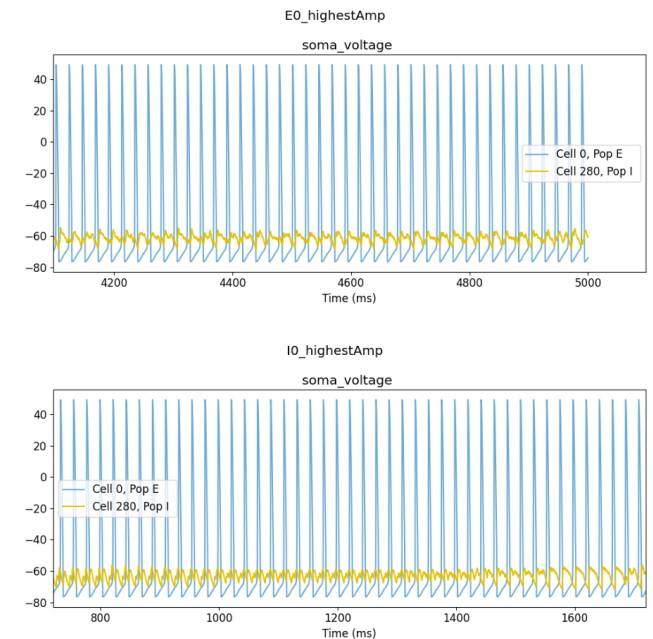 E0_highestAmp
soma_voltage
40
20
0
−20
−40
−60
−80
Cell 0, Pop E
Cell 280, Pop I
4200 4400 4600 4800 5000
Time (ms)
I0_highestAmp
soma_voltage
40
20
0
−20
−40
−60
−80
Cell 0, Pop E
Cell 280, Pop I
800 1000 1200 1400 1600
Time (ms)